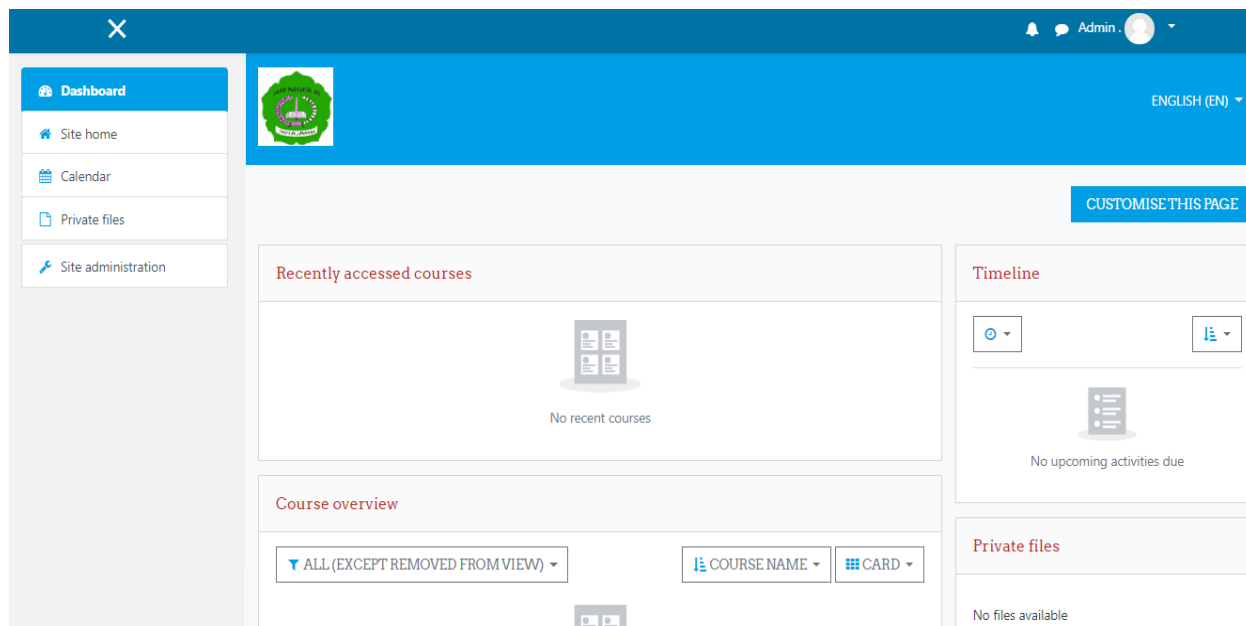 Admin .
Dashboard
Site home
Calendar
Private files
Site administration
ENGLISH (EN)
CUSTOMISE THIS PAGE
Recently accessed courses
No recent courses
Timeline
No upcoming activities due
Course overview
ALL (EXCEPT REMOVED FROM VIEW)
COURSE NAME
CARD
Private files
No files available